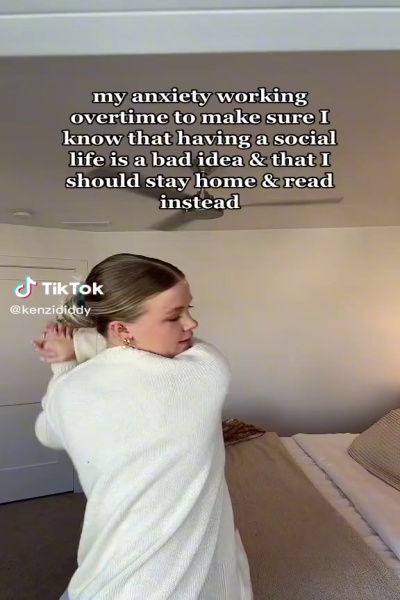 my anxiety working
overtime to make sure I
know that having a social
life is a bad idea & that I
should stay home & read
instead
TikTok
@kenzididdy